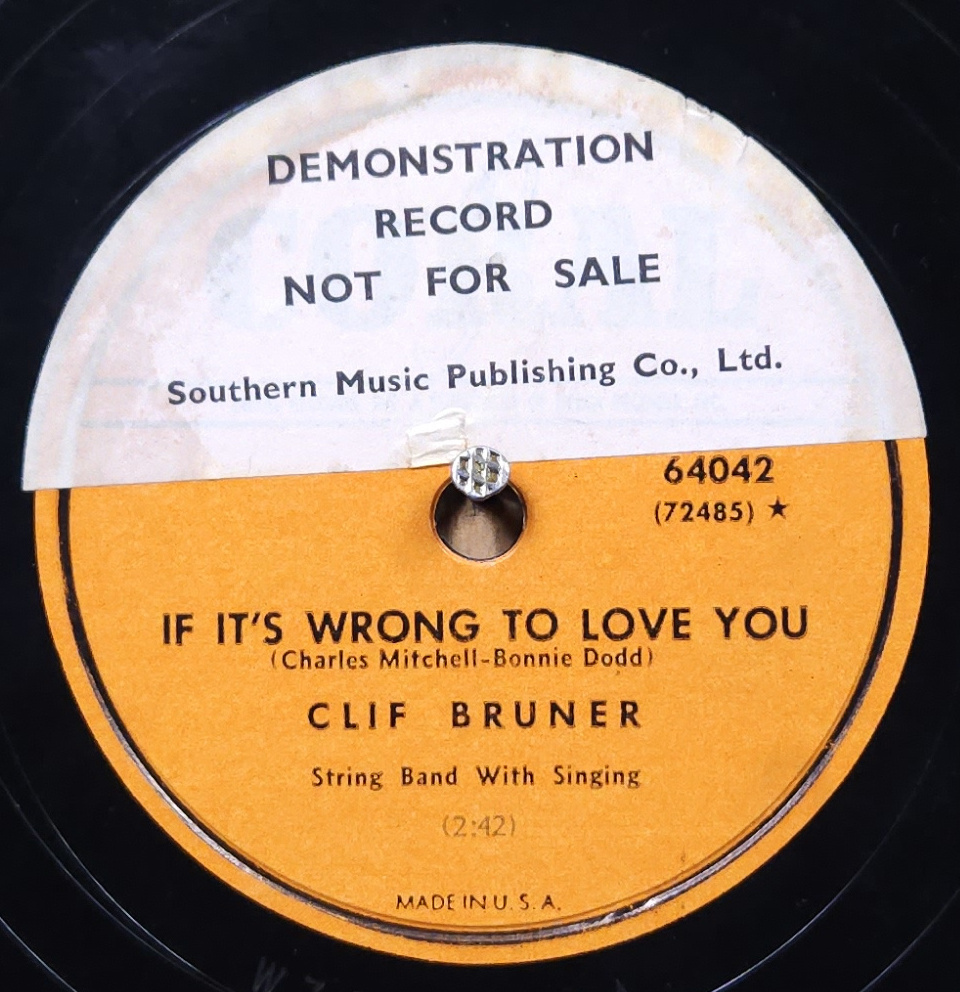 DEMONSTRATION
RECORD
NOT FOR SALE
Southern Music Publishing Co., Ltd.
64042
(72485) ★
IF IT'S WRONG TO LOVE YOU
(Charles Mitchell-Bonnie Dodd)
CLIF BRUNER
String Band With Singing
(2:42)
MADE IN U. S. A.